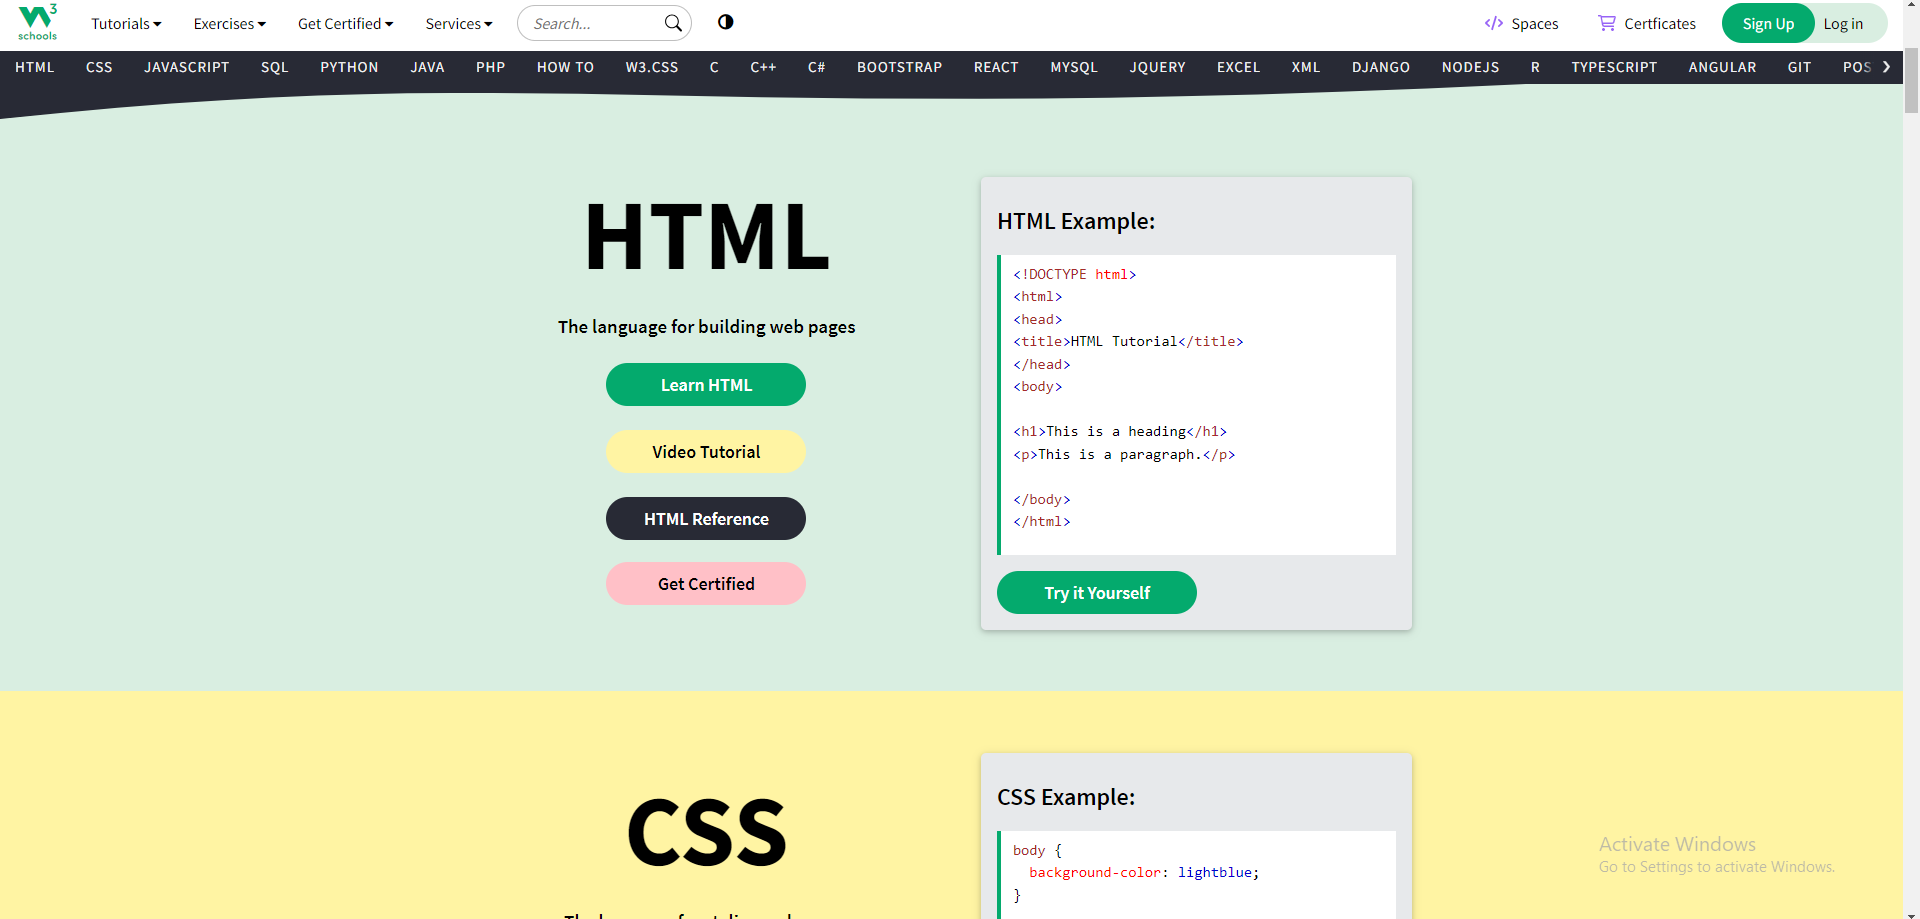 W3 schools
Tutorials Exercises Get Certified Services Search... Spaces Certficates Sign Up Log in
HTML CSS JAVASCRIPT SQL PYTHON JAVA PHP HOW TO W3.CSS C C++ C# BOOTSTRAP REACT MYSQL JQUERY EXCEL XML DJANGO NODEJS R TYPESCRIPT ANGULAR GIT POS
HTML
The language for building web pages
Learn HTML
Video Tutorial
HTML Reference
Get Certified
HTML Example:
<!DOCTYPE html>
<html>
<head>
<title>HTML Tutorial</title>
</head>
<body>
<h1>This is a heading</h1>
<p>This is a paragraph.</p>
</body>
</html>
Try it Yourself
CSS
CSS Example:
body {
background-color: lightblue;
}
Activate Windows
Go to Settings to activate Windows.